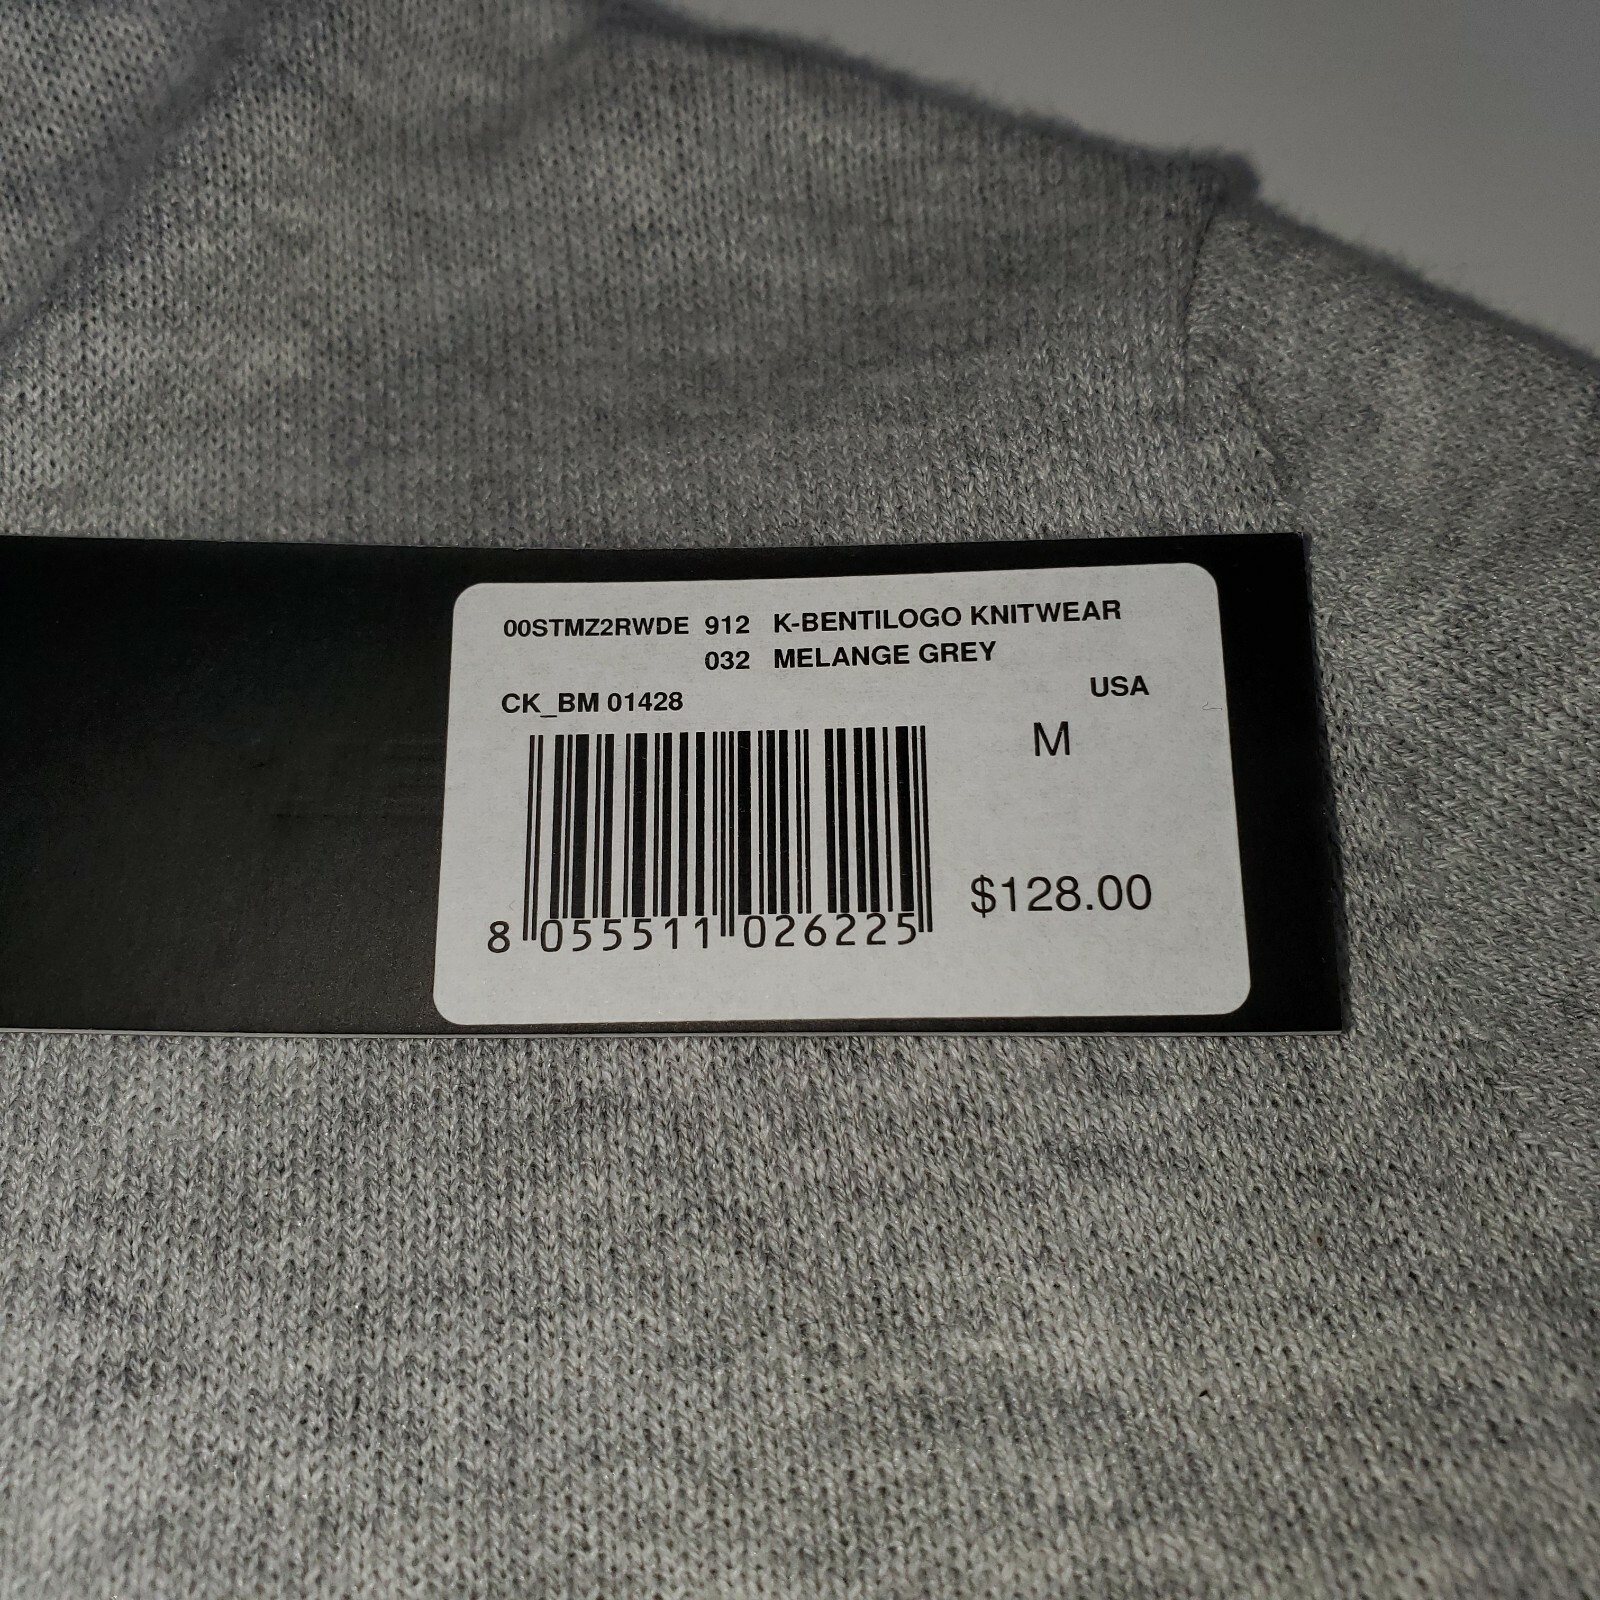 00STMZ2RWDE 912 K-BENTILOGO KNITWEAR
032 MELANGE GREY
CK_BM 01428 USA
M
$128.00
8 055511 026225